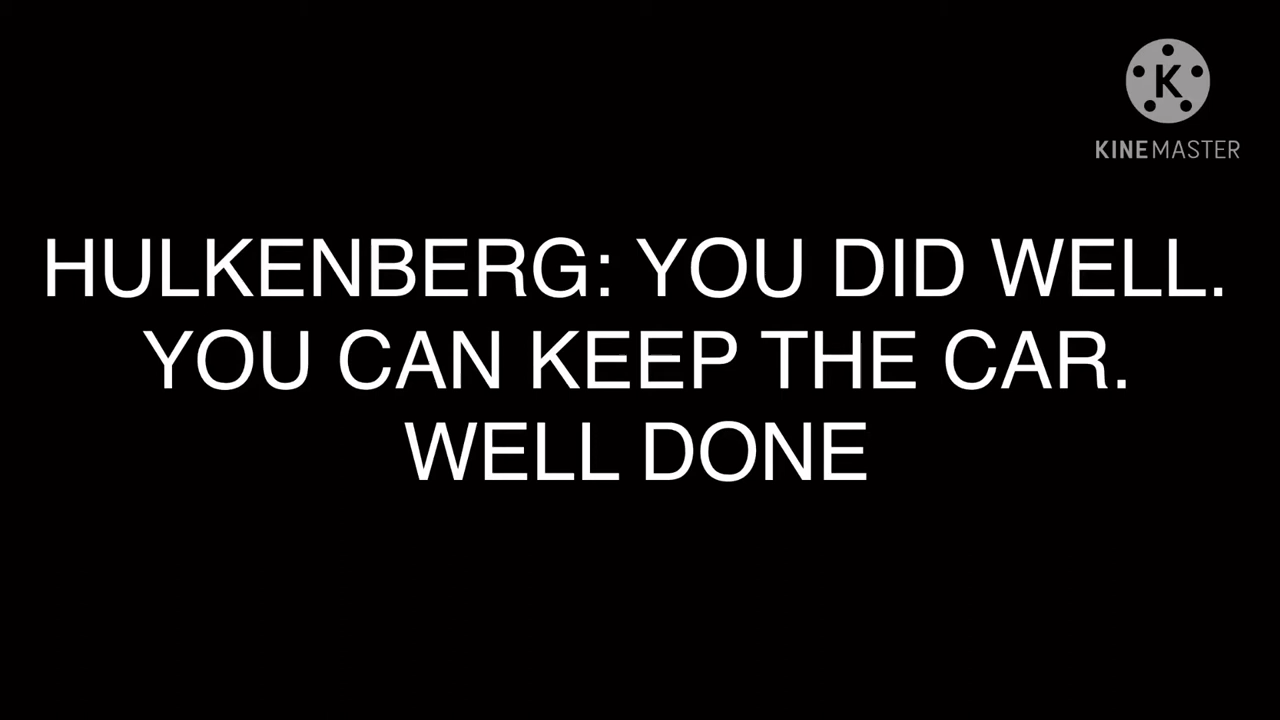 K
KINEMASTER
HULKENBERG: YOU DID WELL.
YOU CAN KEEP THE CAR.
WELL DONE